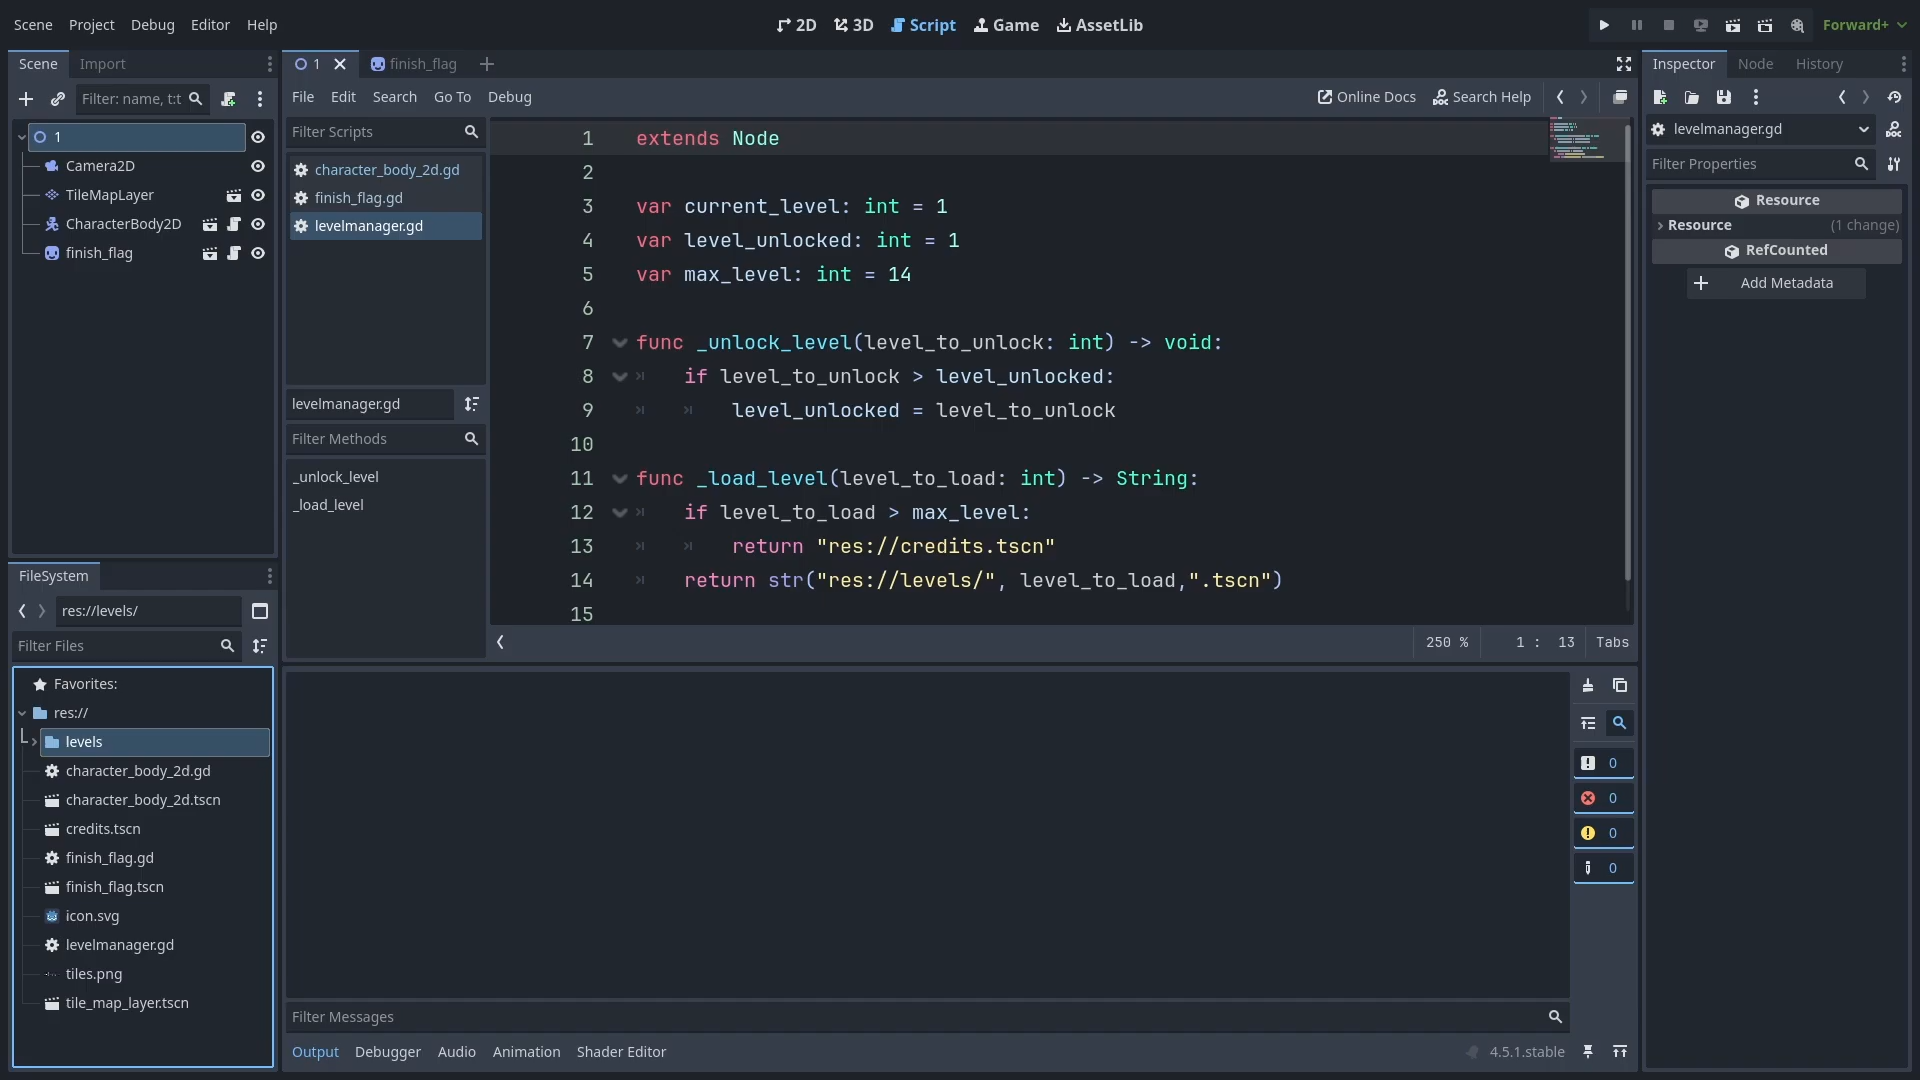 Scene Project Debug Editor Help
2D 3D Script Game AssetLib
Forward+
Scene Import
Filter: name, t:t
1
Camera2D
TileMapLayer
CharacterBody2D
finish_flag
FileSystem
res://levels/
Filter Files
Favorites:
res://
levels
character_body_2d.gd
character_body_2d.tscn
credits.tscn
finish_flag.gd
finish_flag.tscn
icon.svg
levelmanager.gd
tiles.png
tile_map_layer.tscn
1 finish_flag
File Edit Search Go To Debug
Online Docs Search Help
Filter Scripts
character_body_2d.gd
finish_flag.gd
levelmanager.gd
levelmanager.gd
Filter Methods
_unlock_level
_load_level
1 extends Node
2
3 var current_level: int = 1
4 var level_unlocked: int = 1
5 var max_level: int = 14
6
7 func _unlock_level(level_to_unlock: int) -> void:
8 if level_to_unlock > level_unlocked:
9 level_unlocked = level_to_unlock
10
11 func _load_level(level_to_load: int) -> String:
12 if level_to_load > max_level:
13 return "res://credits.tscn"
14 return str("res://levels/", level_to_load,".tscn")
15
250 % 1 : 13 Tabs
0
0
0
0
Filter Messages
Output Debugger Audio Animation Shader Editor
4.5.1.stable
Inspector Node History
levelmanager.gd
Filter Properties
Resource
Resource (1 change)
RefCounted
Add Metadata